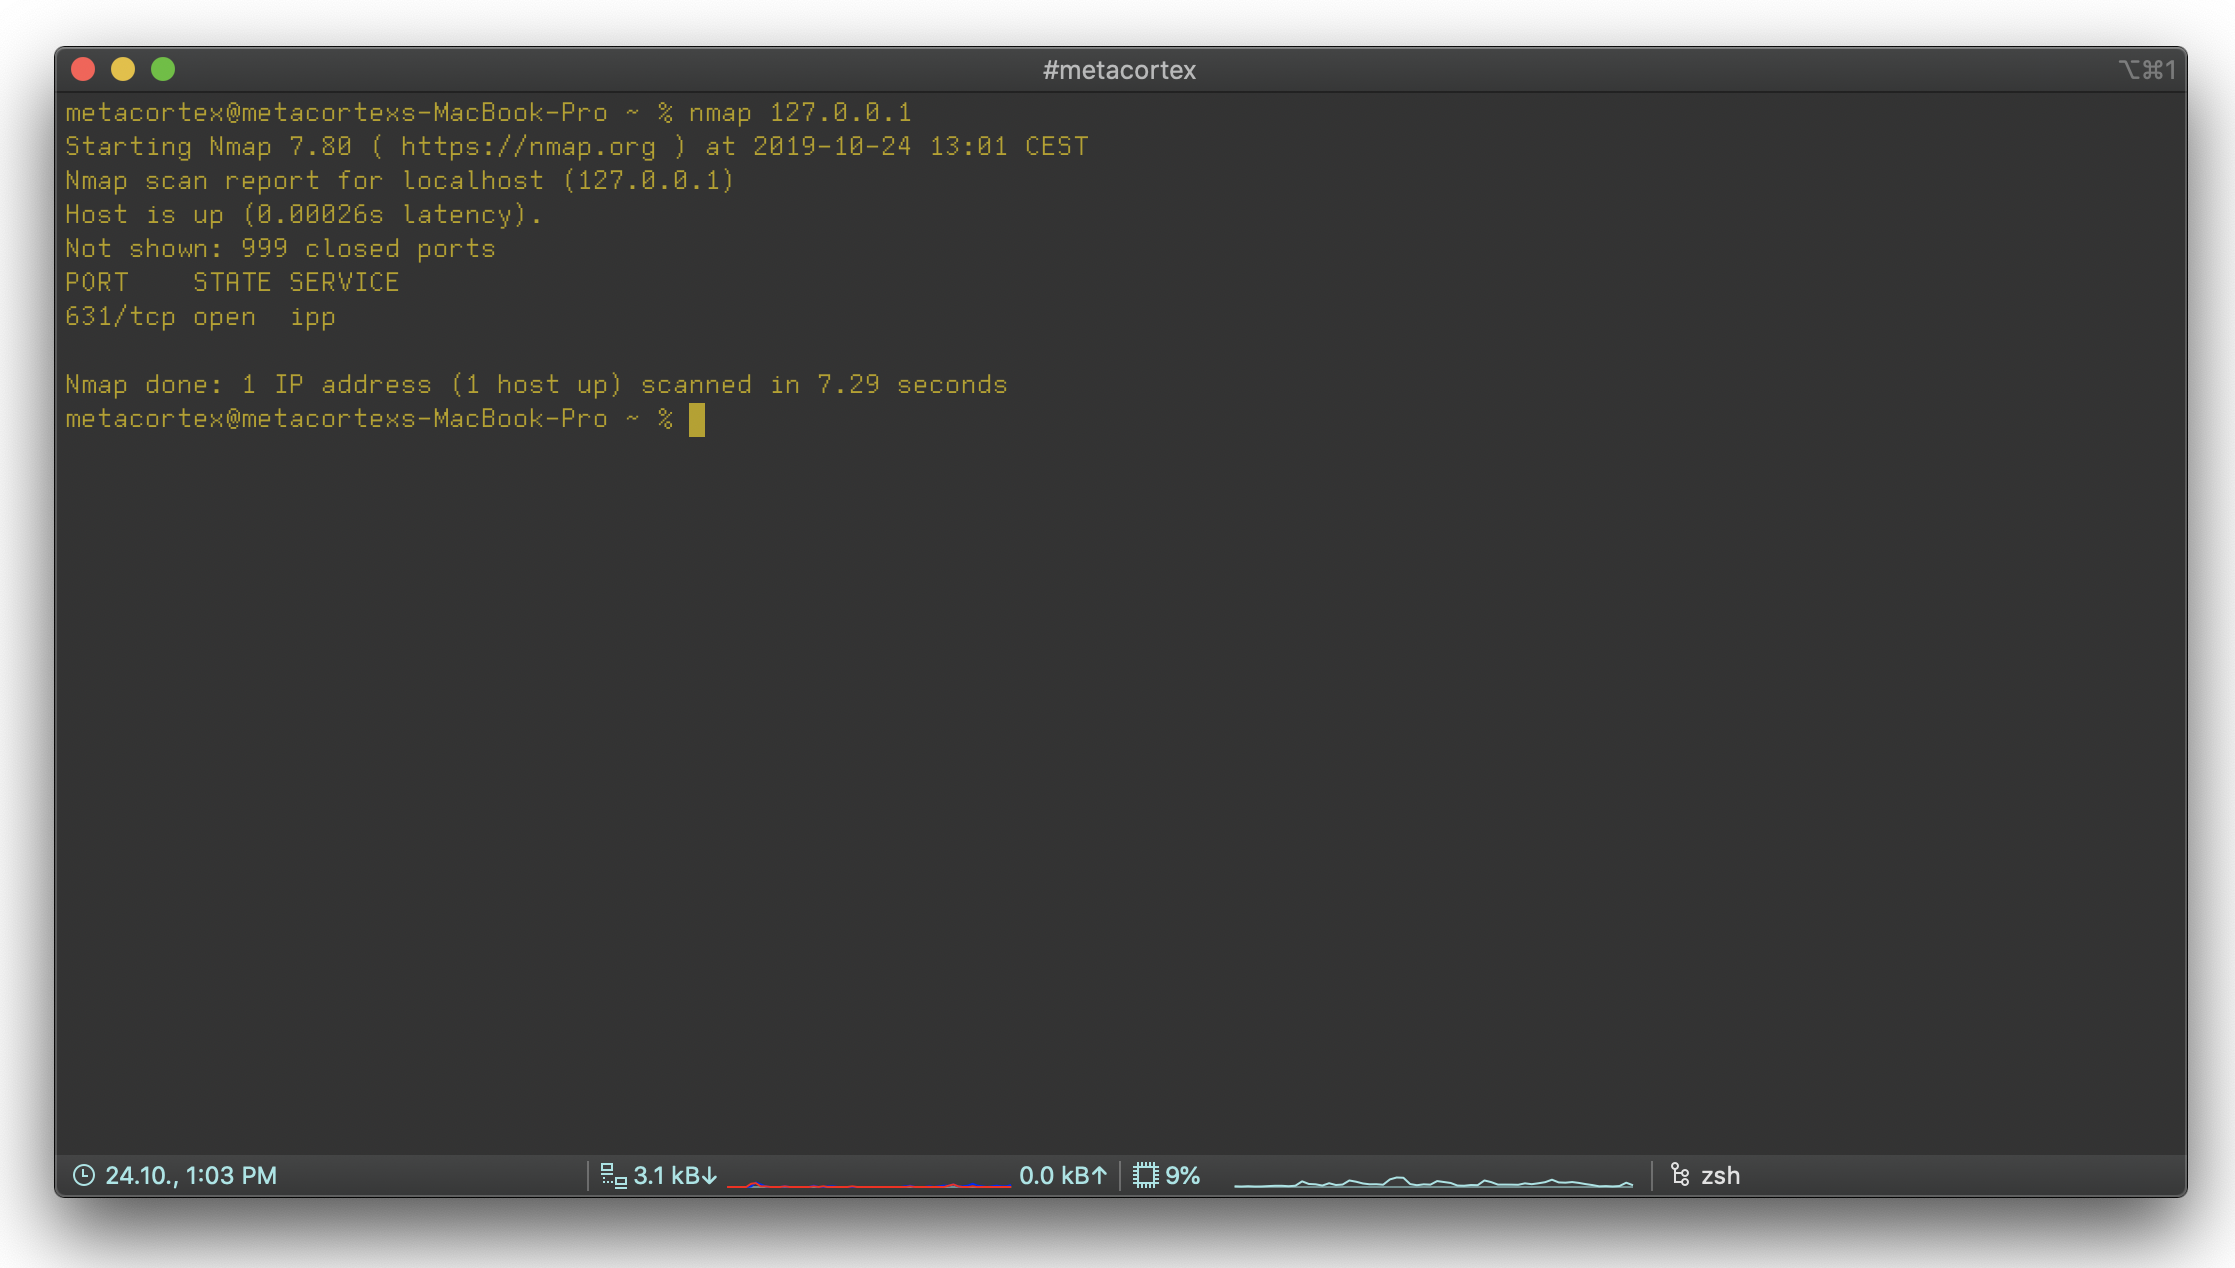 #metacortex
⌥⌘1
metacortex@metacortexs-MacBook-Pro ~ % nmap 127.0.0.1
Starting Nmap 7.80 ( https://nmap.org ) at 2019-10-24 13:01 CEST
Nmap scan report for localhost (127.0.0.1)
Host is up (0.00026s latency).
Not shown: 999 closed ports
PORT    STATE SERVICE
631/tcp open  ipp
Nmap done: 1 IP address (1 host up) scanned in 7.29 seconds
metacortex@metacortexs-MacBook-Pro ~ %
24.10., 1:03 PM 3.1 kB↓ 0.0 kB↑ 9% zsh